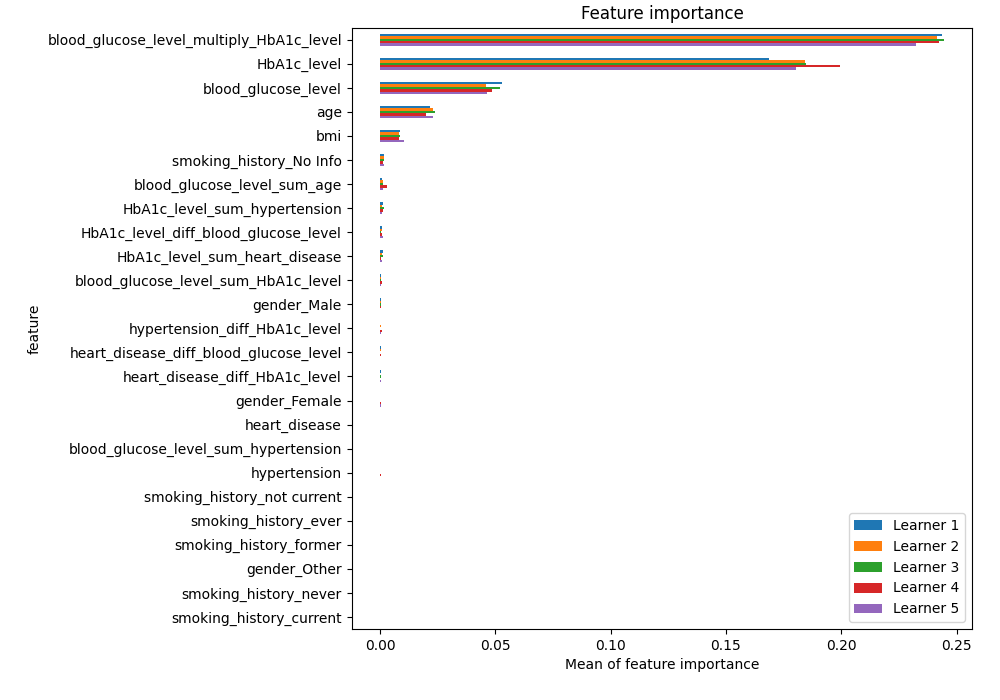 Feature importance
blood_glucose_level_multiply_HbA1c_level
HbA1c_level
blood_glucose_level
age
bmi
smoking_history_No Info
blood_glucose_level_sum_age
HbA1c_level_sum_hypertension
HbA1c_level_diff_blood_glucose_level
HbA1c_level_sum_heart_disease
blood_glucose_level_sum_HbA1c_level
gender_Male
hypertension_diff_HbA1c_level
heart_disease_diff_blood_glucose_level
heart_disease_diff_HbA1c_level
gender_Female
heart_disease
blood_glucose_level_sum_hypertension
hypertension
smoking_history_not current
smoking_history_ever
smoking_history_former
gender_Other
smoking_history_never
smoking_history_current
feature
Learner 1
Learner 2
Learner 3
Learner 4
Learner 5
0.00 0.05 0.10 0.15 0.20 0.25
Mean of feature importance